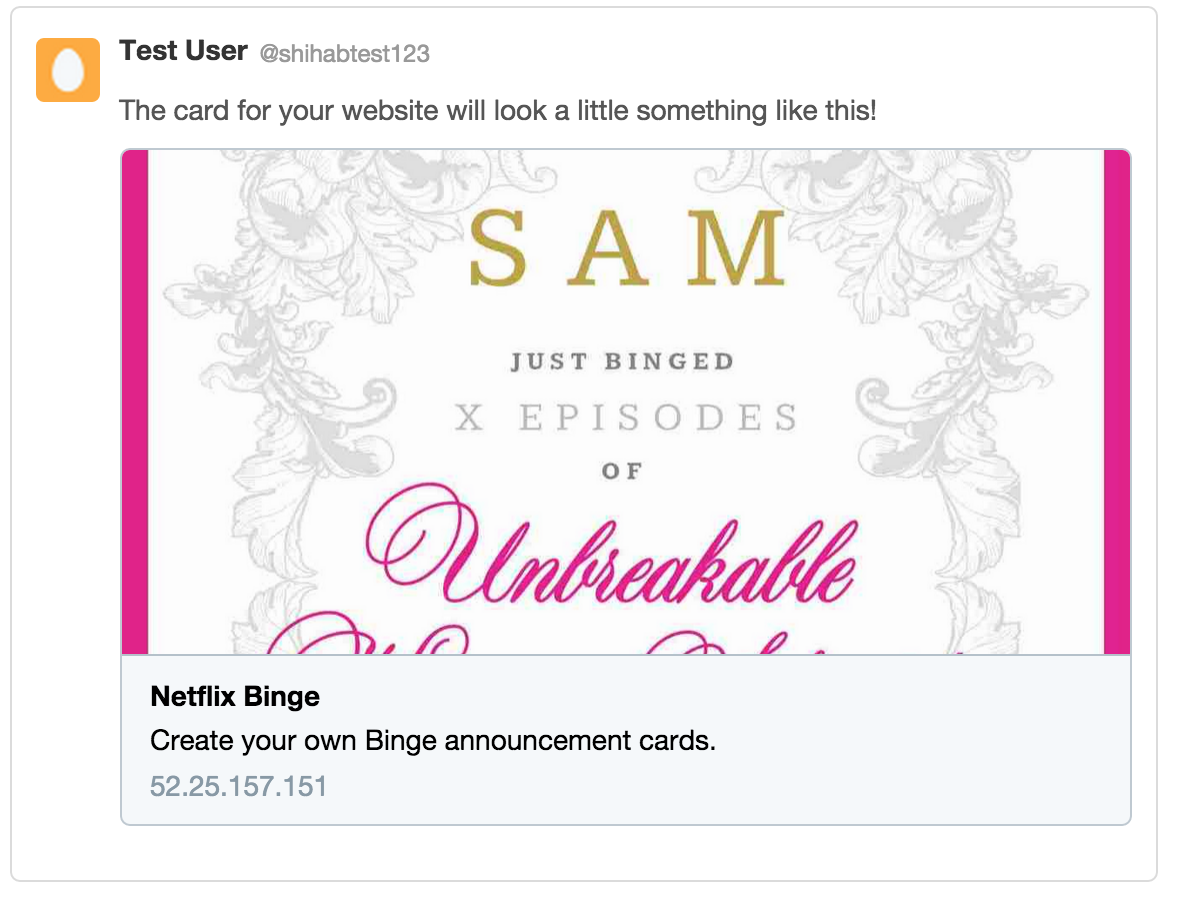 Test User @shihabtest123
The card for your website will look a little something like this!
SAM
JUST BINGED
X EPISODES
OF
Unbreakable
Netflix Binge
Create your own Binge announcement cards.
52.25.157.151